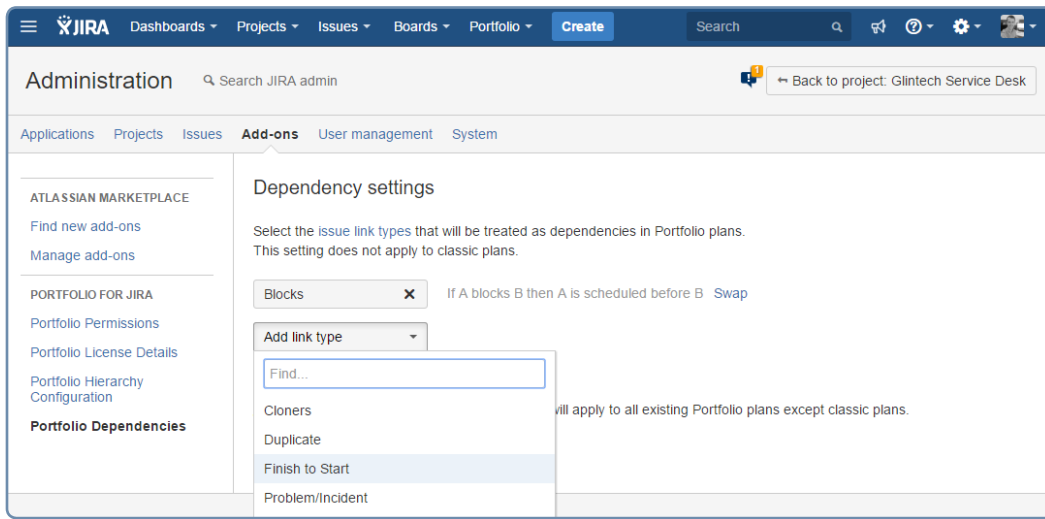 JIRA Dashboards Projects Issues Boards Portfolio Create Search
Administration Search JIRA admin 1 Back to project: Glintech Service Desk
Applications Projects Issues Add-ons User management System
ATLASSIAN MARKETPLACE
Find new add-ons
Manage add-ons
PORTFOLIO FOR JIRA
Portfolio Permissions
Portfolio License Details
Portfolio Hierarchy
Configuration
Portfolio Dependencies
Dependency settings
Select the issue link types that will be treated as dependencies in Portfolio plans.
This setting does not apply to classic plans.
Blocks If A blocks B then A is scheduled before B Swap
Add link type
Find...
Cloners
will apply to all existing Portfolio plans except classic plans.
Duplicate
Finish to Start
Problem/Incident